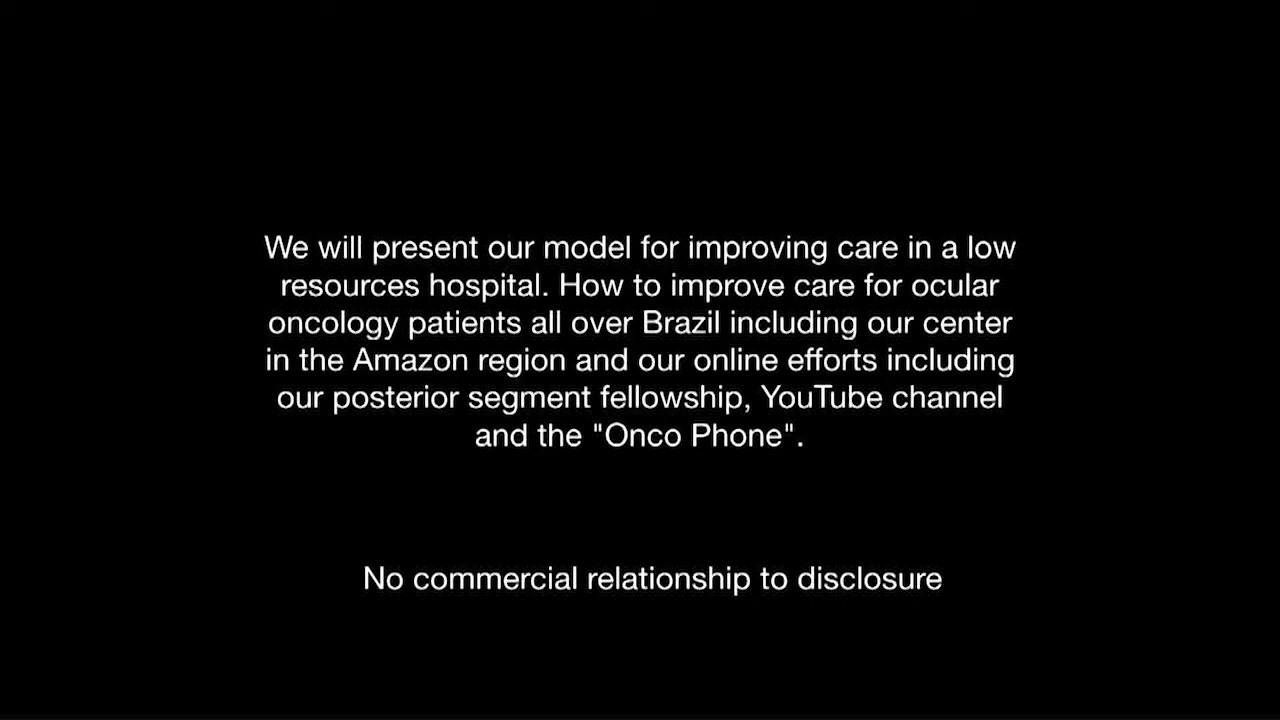 We will present our model for improving care in a low
resources hospital. How to improve care for ocular
oncology patients all over Brazil including our center
in the Amazon region and our online efforts including
our posterior segment fellowship, YouTube channel
and the "Onco Phone".
No commercial relationship to disclosure